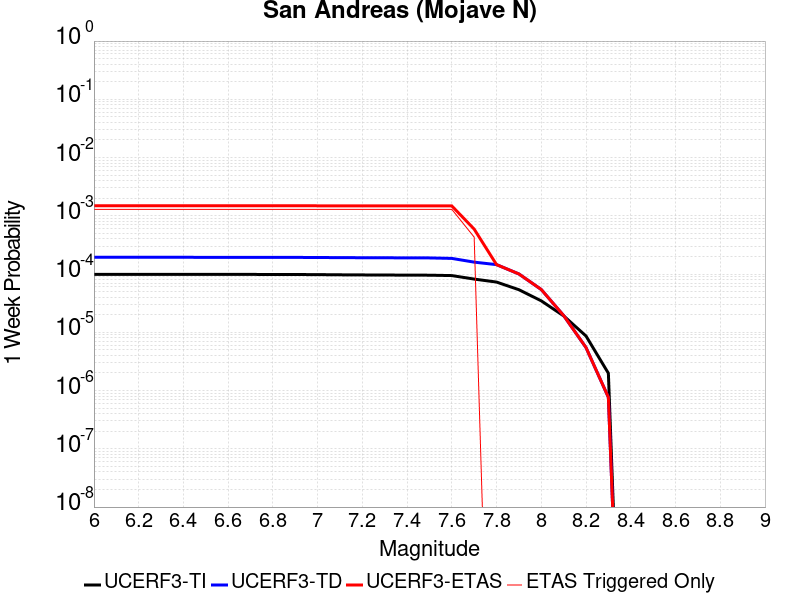 San Andreas (Mojave N)
10^0
10^-1
10^-2
10^-3
10^-4
10^-5
10^-6
10^-7
10^-8
1 Week Probability
6 6.2 6.4 6.6 6.8 7 7.2 7.4 7.6 7.8 8 8.2 8.4 8.6 8.8 9
Magnitude
UCERF3-TI UCERF3-TD UCERF3-ETAS ETAS Triggered Only